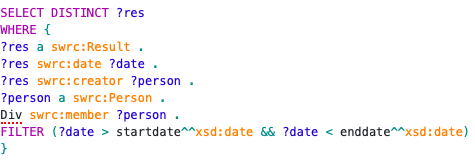 SELECT DISTINCT ?res
WHERE {
?res a swrc:Result .
?res swrc:date ?date .
?res swrc:creator ?person .
?person a swrc:Person .
Div swrc:member ?person .
FILTER (?date > startdate^^xsd:date && ?date < enddate^^xsd:date)
}